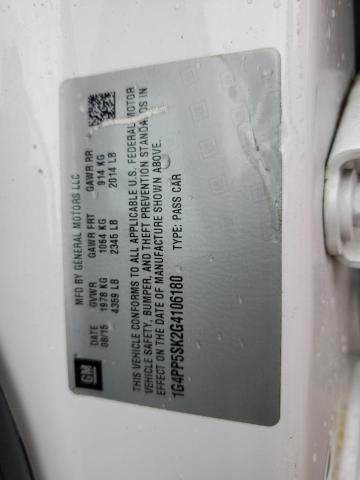 MFD BY GENERAL MOTORS LLC
DATE GVWR GAWR FRT GAWR RR
08/15 1978 KG 1064 KG 914 KG
4359 LB 2345 LB 2014 LB
THIS VEHICLE CONFORMS TO ALL APPLICABLE U.S. FEDERAL MOTOR
VEHICLE SAFETY, BUMPER, AND THEFT PREVENTION STANDARDS IN
EFFECT ON THE DATE OF MANUFACTURE SHOWN ABOVE.
1G4PP5SK2G4106180 TYPE: PASS CAR
GM